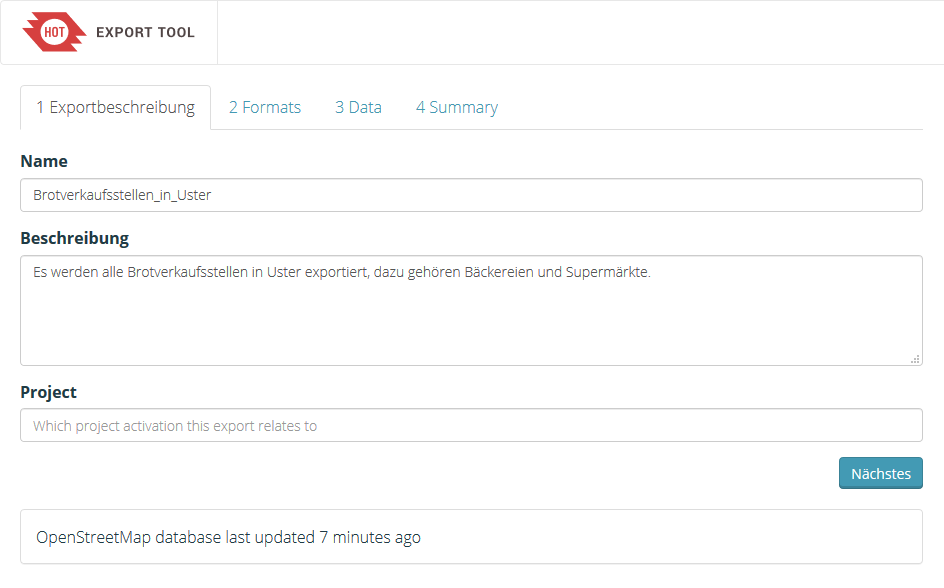 HOT EXPORT TOOL
1 Exportbeschreibung 2 Formats 3 Data 4 Summary
Name
Brotverkaufsstellen_in_Uster
Beschreibung
Es werden alle Brotverkaufsstellen in Uster exportiert, dazu gehören Bäckereien und Supermärkte.
Project
Which project activation this export relates to
Nächstes
OpenStreetMap database last updated 7 minutes ago